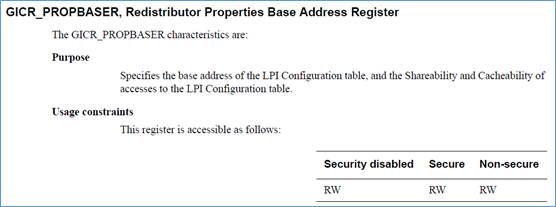 GICR_PROPBASER, Redistributor Properties Base Address Register
The GICR_PROPBASER characteristics are:
Purpose
Specifies the base address of the LPI Configuration table, and the Shareability and Cacheability of
accesses to the LPI Configuration table.
Usage constraints
This register is accessible as follows:
Security disabled Secure Non-secure
RW RW RW